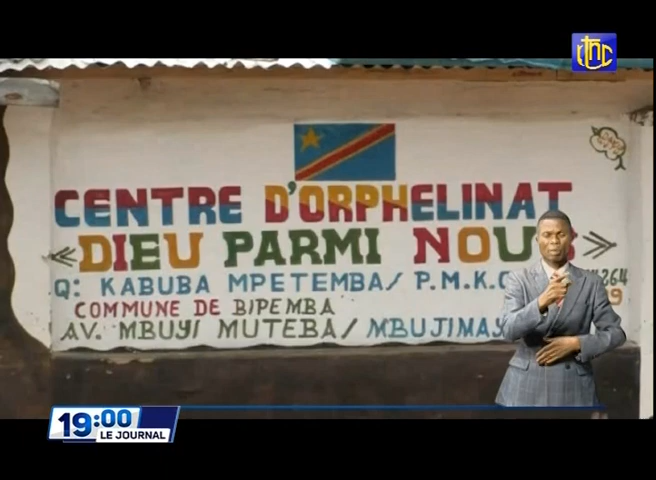 CENTRE D'ORPHELINAT
«DIEU PARMI NOUS»
Q: KABUBA MPETEMBA/ P.M.K.
COMMUNE DE BIPEMBA
AV. MBUYI MUTEBA/ MBUJIMAY
19:00
LE JOURNAL